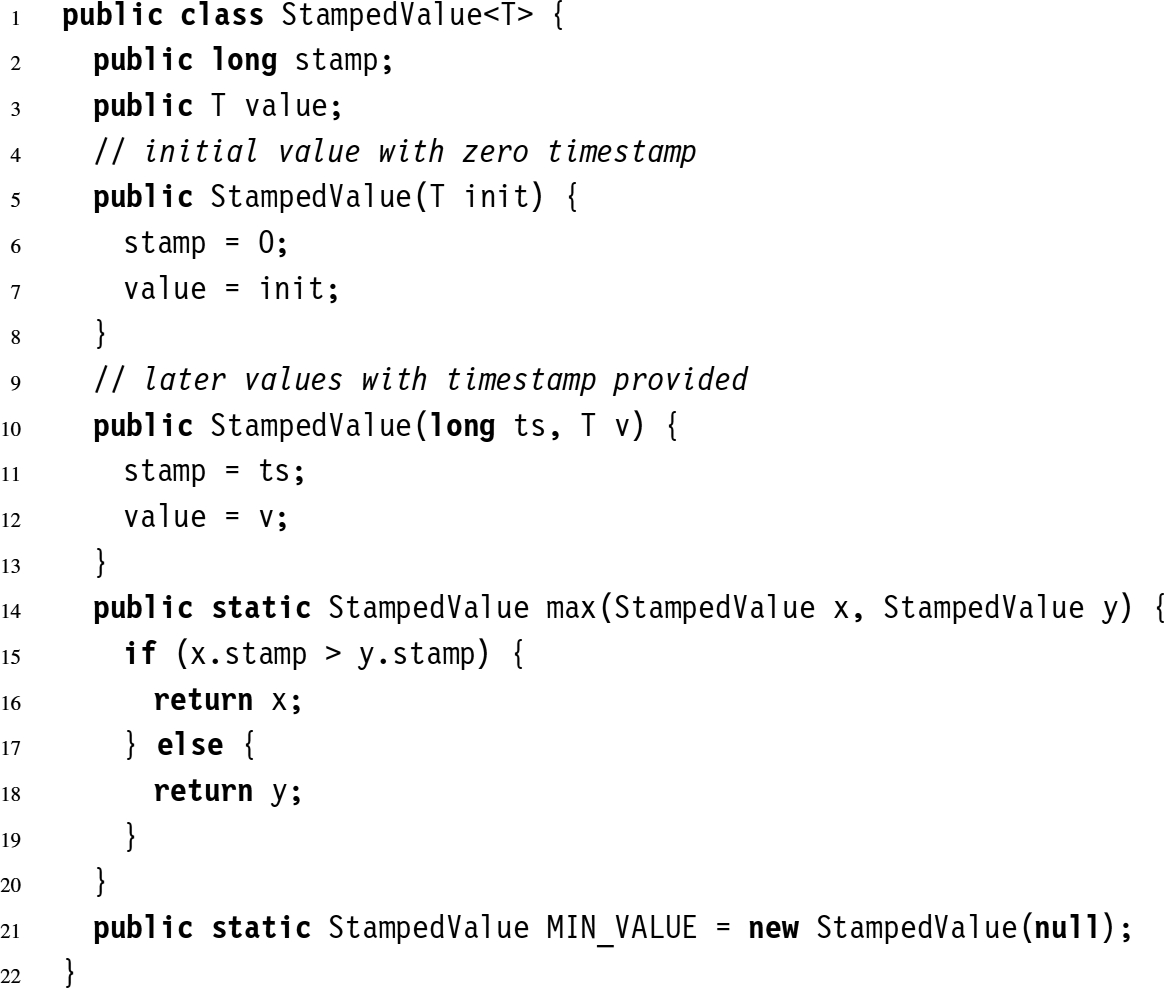 1 public class StampedValue<T> {
2 public long stamp;
3 public T value;
4 // initial value with zero timestamp
5 public StampedValue(T init) {
6 stamp = 0;
7 value = init;
8 }
9 // later values with timestamp provided
10 public StampedValue(long ts, T v) {
11 stamp = ts;
12 value = v;
13 }
14 public static StampedValue max(StampedValue x, StampedValue y) {
15 if (x.stamp > y.stamp) {
16 return x;
17 } else {
18 return y;
19 }
20 }
21 public static StampedValue MIN_VALUE = new StampedValue(null);
22 }